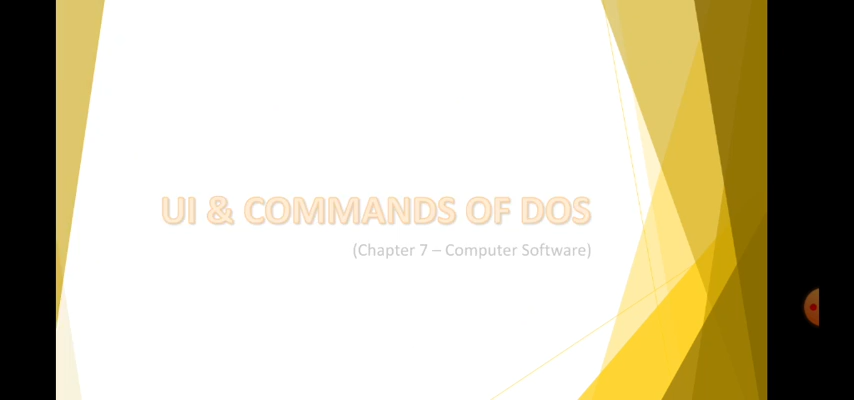 UI & COMMANDS OF DOS
(Chapter 7 – Computer Software)